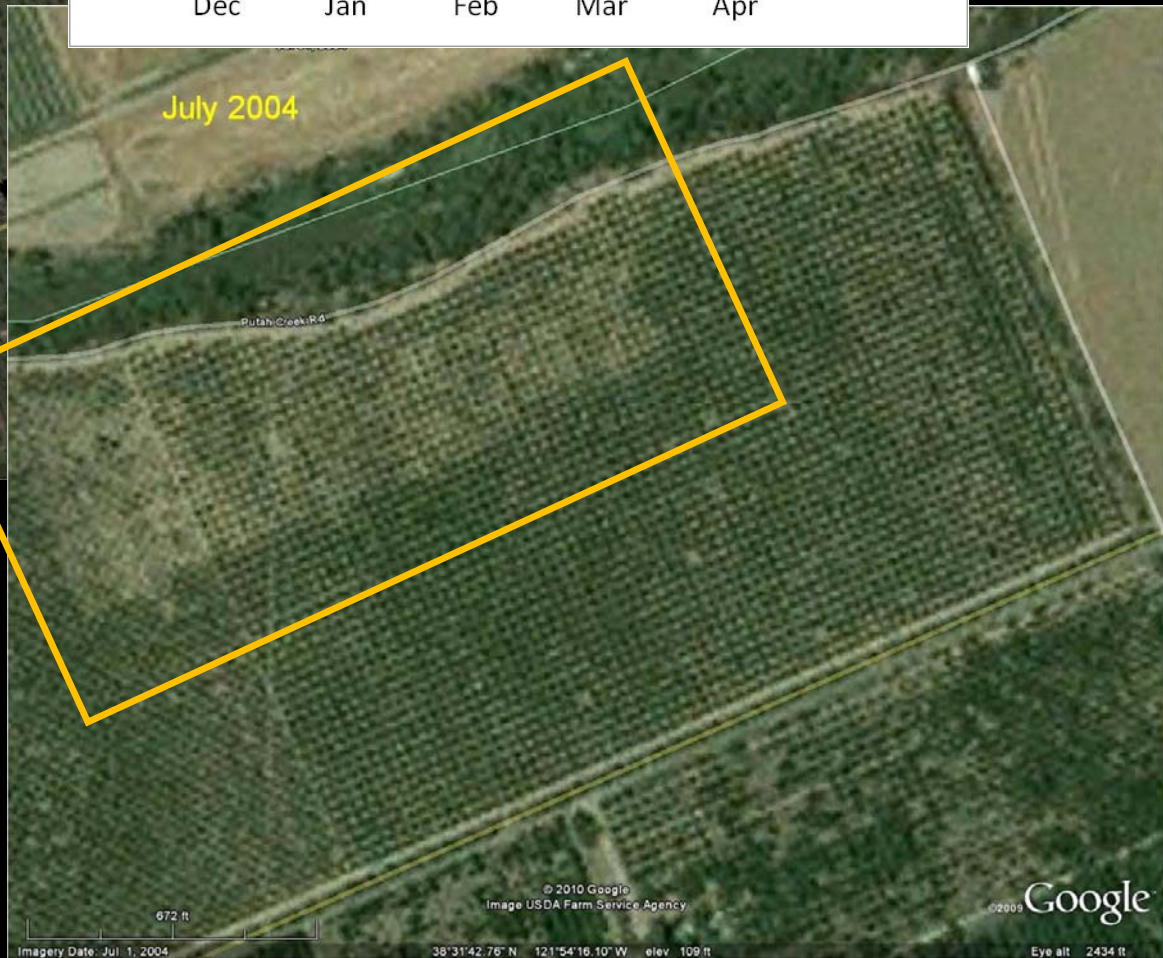 Dec Jan Feb Mar Apr
July 2004
Putah Creek Rd
672 ft
© 2010 Google
Image USDA Farm Service Agency
©2009 Google
Imagery Date: Jul 1, 2004 38°31'42.76" N 121°54'16.10" W elev 109 ft Eye alt 2434 ft